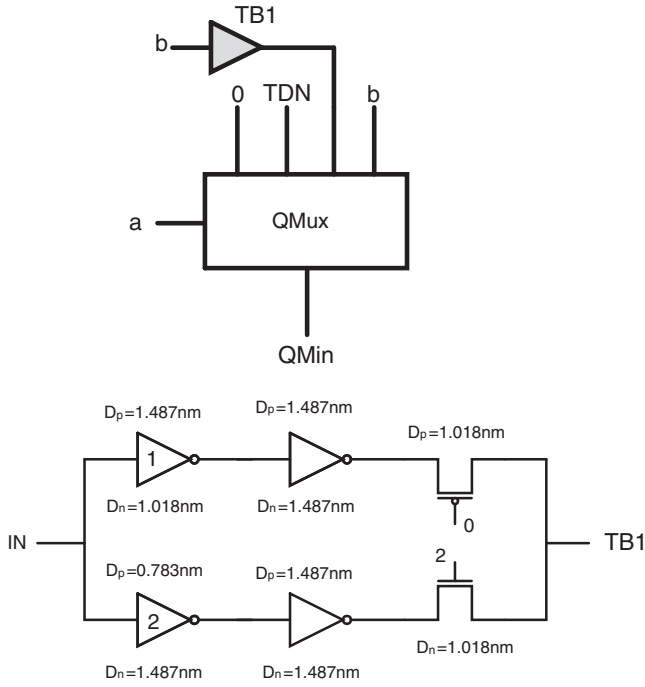 TB1
b
0 TDN b
a QMux
QMin
Dp=1.487nm Dp=1.487nm Dp=1.018nm
1
Dn=1.018nm Dn=1.487nm 0
IN TB1
Dp=0.783nm Dp=1.487nm 2
2
Dn=1.487nm Dn=1.487nm Dn=1.018nm